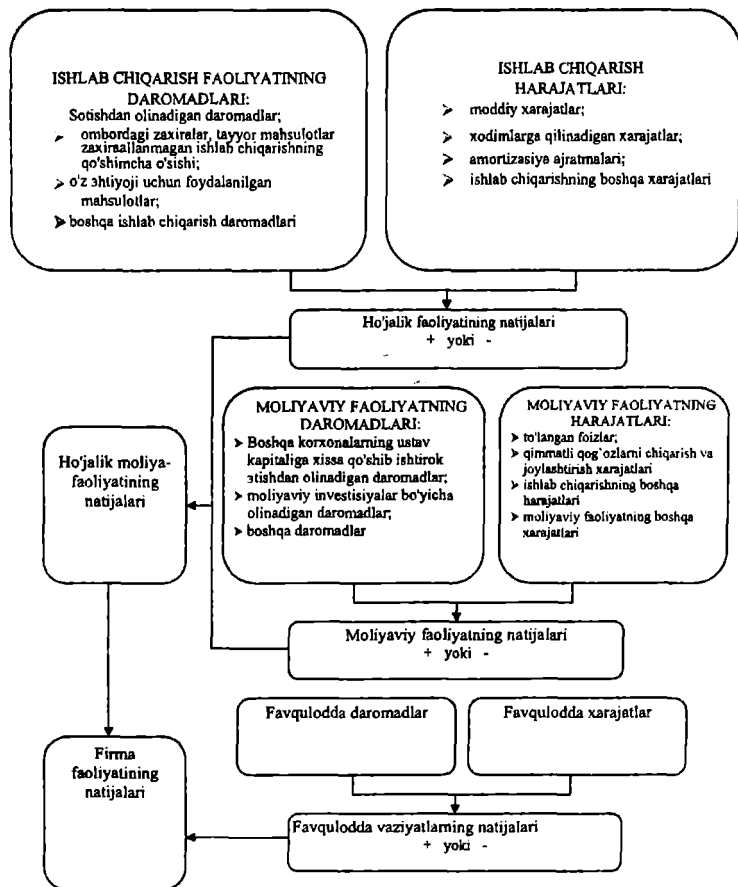 ISHLAB CHIQARISH FAOLIYATINING
DAROMADLARI:
Sotishdan olinadigan daromadlar;
➢ ombordagi zaxiralar, tayyor mahsulotlar
zaxiraallanmagan ishlab chiqarishning
qo'shimcha o'sishi;
➢ o'z эhtiyoji uchun foydalanilgan
mahsulotlar;
➢ boshqa ishlab chiqarish daromadlari
ISHLAB CHIQARISH
HARAJATLARI:
➢ moddiy xarajatlar;
➢ xodimlarga qilinadigan xarajatlar;
➢ amortizasiya ajratmalari;
➢ ishlab chiqarishning boshqa xarajatlari
Ho'jalik faoliyatining natijalari
+ yoki -
MOLIYAVIY FAOLIYATNING
DAROMADLARI:
➢ Boshqa korxonalarning ustav
kapitaliga xissa qo'shib ishtirok
эtishdan olinadigan daromadlar;
➢ moliyaviy investisiyalar bo'yicha
olinadigan daromadlar;
➢ boshqa daromadlar
MOLIYAVIY FAOLIYATNING
HARAJATLARI:
➢ to'langan foizlar;
➢ qimmatli qog`ozlarni chiqarish va
joylashtirish xarajatlari
➢ ishlab chiqarishning boshqa
harajatlari
➢ moliyaviy faoliyatning boshqa
xarajatlari
Ho'jalik moliya-
faoliyatining
natijalari
Moliyaviy faoliyatning natijalari
+ yoki -
Favqulodda daromadlar
Favqulodda xarajatlar
Firma
faoliyatining
natijalari
Favqulodda vaziyatlarning natijalari
+ yoki -